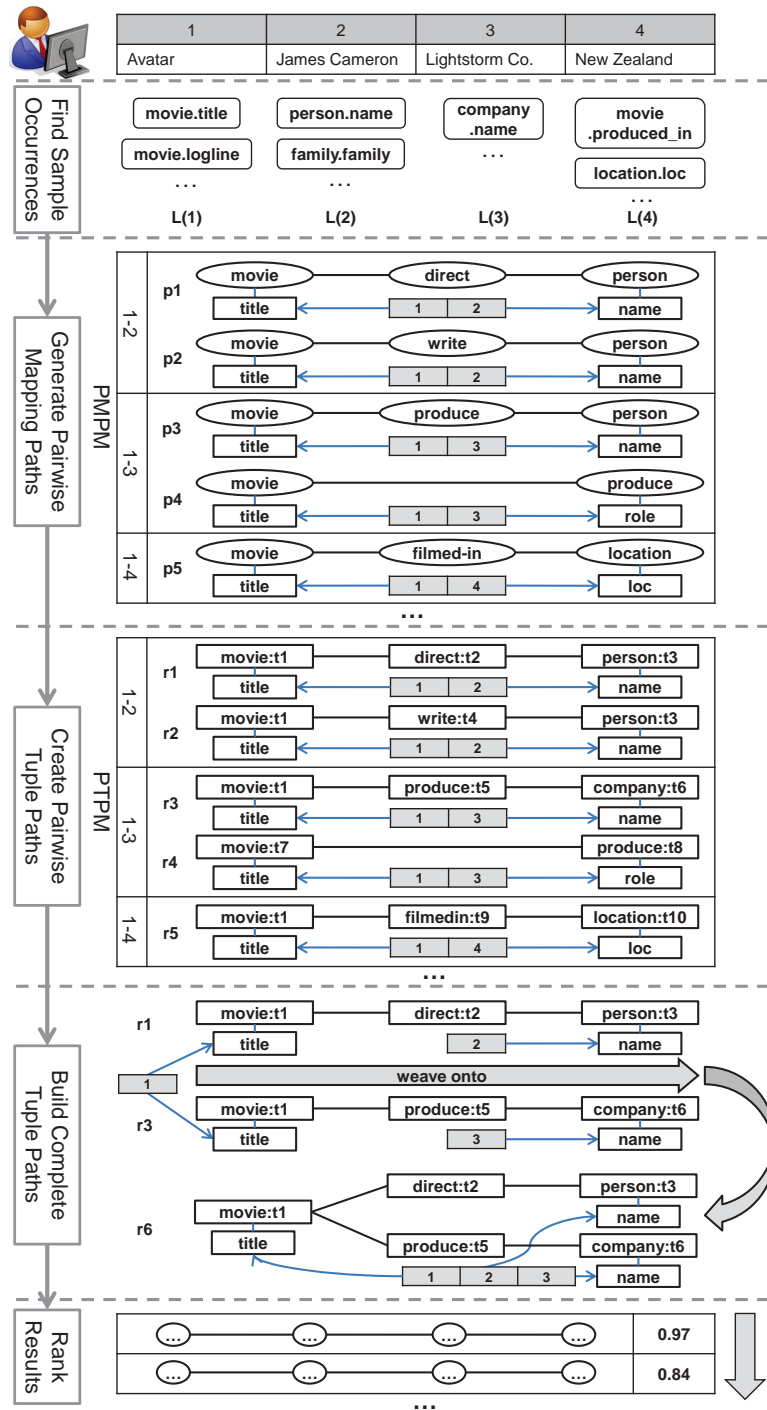 1 2 3 4
Avatar James Cameron Lightstorm Co. New Zealand
Find Sample
Occurrences
movie.title person.name company
.name movie
.produced_in
movie.logline family.family ... location.loc
... ... ...
L(1) L(2) L(3) L(4)
Generate Pairwise
Mapping Paths
PMPM
1-2
p1 movie direct person
title 1 2 name
p2 movie write person
title 1 2 name
1-3
p3 movie produce person
title 1 3 name
p4 movie produce
title 1 3 role
1-4
p5 movie filmed-in location
title 1 4 loc
...
Create Pairwise
Tuple Paths
PTPM
1-2
r1 movie:t1 direct:t2 person:t3
title 1 2 name
r2 movie:t1 write:t4 person:t3
title 1 2 name
1-3
r3 movie:t1 produce:t5 company:t6
title 1 3 name
r4 movie:t7 produce:t8
title 1 3 role
1-4
r5 movie:t1 filmedin:t9 location:t10
title 1 4 loc
...
Build Complete
Tuple Paths
r1 movie:t1 direct:t2 person:t3
title 2 name
1 weave onto
r3 movie:t1 produce:t5 company:t6
title 3 name
direct:t2 person:t3
r6 movie:t1 name
title produce:t5 company:t6
1 2 3 name
Rank
Results
... ... ... ... 0.97
... ... ... ... 0.84
...